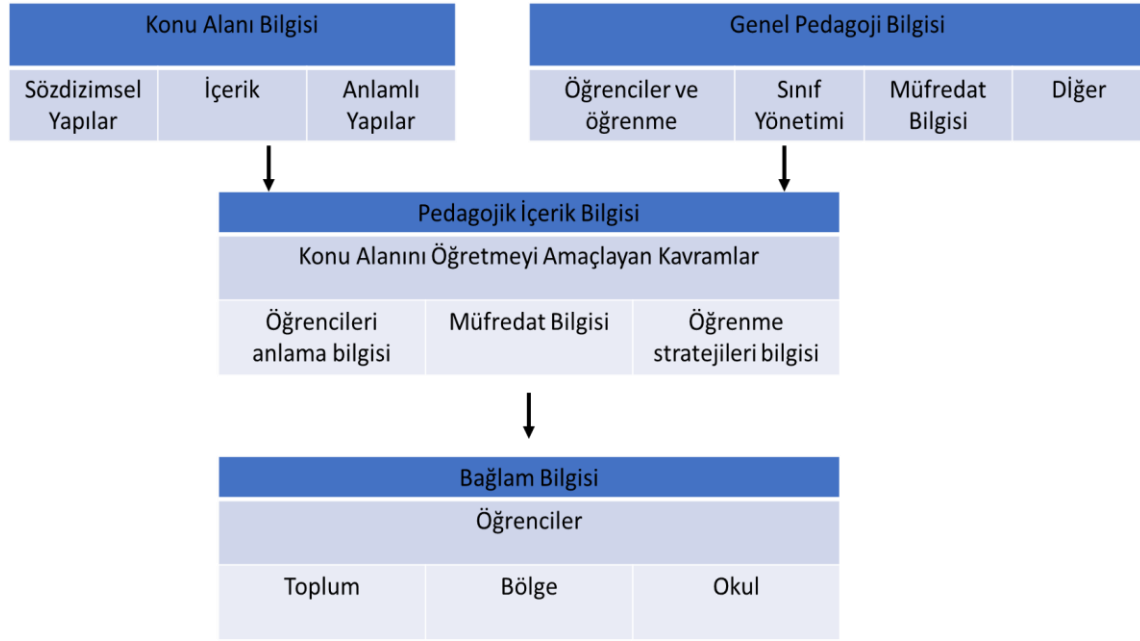 Konu Alanı Bilgisi
Genel Pedagoji Bilgisi
Sözdizimsel
Yapılar
İçerik
Anlamlı
Yapılar
Öğrenciler ve
öğrenme
Sınıf
Yönetimi
Müfredat
Bilgisi
Dİğer
Pedagojik İçerik Bilgisi
Konu Alanını Öğretmeyi Amaçlayan Kavramlar
Öğrencileri
anlama bilgisi
Müfredat Bilgisi
Öğrenme
stratejileri bilgisi
Bağlam Bilgisi
Öğrenciler
Toplum
Bölge
Okul